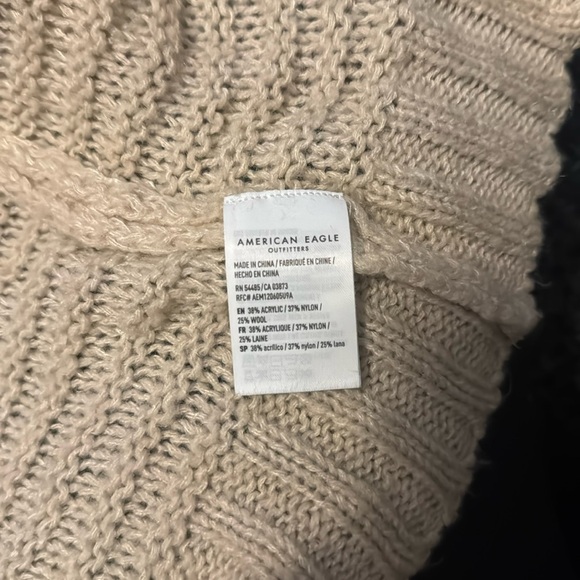 AMERICAN EAGLE
OUTFITTERS
MADE IN CHINA / FABRIQUÉ EN CHINE /
HECHO EN CHINA
RN 54485/CA 03873
RFC# AEM120605U9A
EN 38% ACRYLIC / 37% NYLON /
25% WOOL
FR 38% ACRYLIQUE / 37% NYLON /
25% LAINE
SP 38% acrílico / 37% nylon / 25% lana